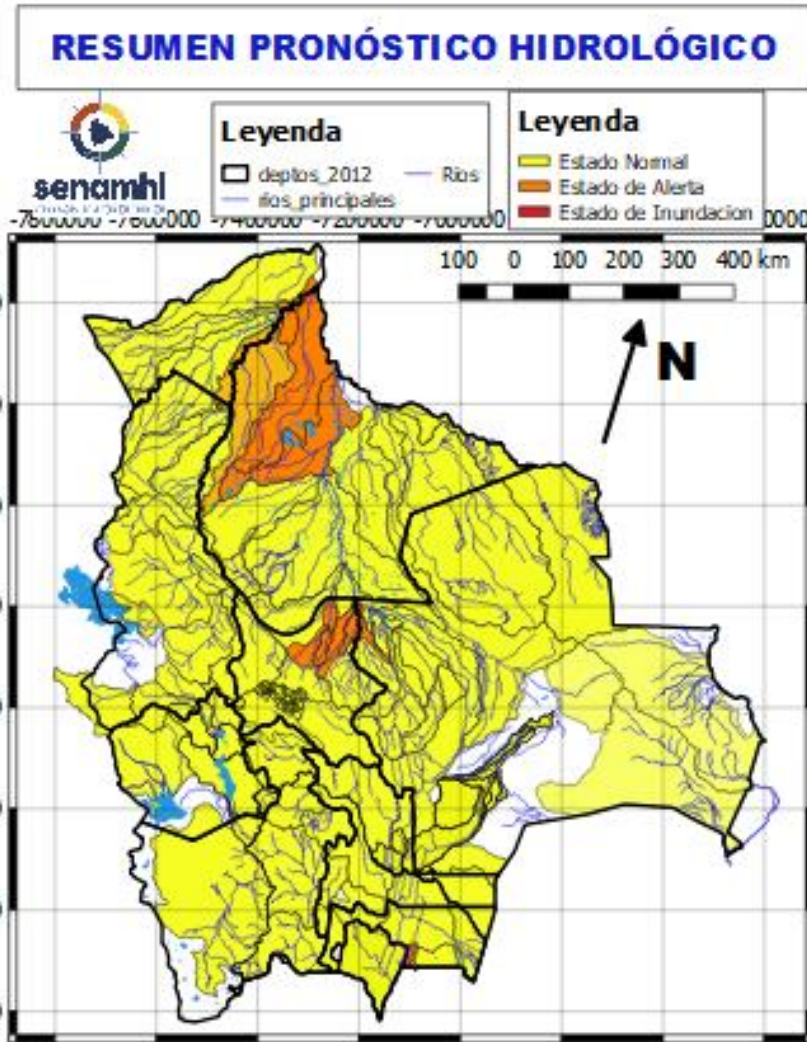 RESUMEN PRONÓSTICO HIDROLÓGICO
senamhi
Leyenda
deptos_2012
Rios
rios_principales
Leyenda
Estado Normal
Estado de Alerta
Estado de Inundacion
-7800000 -7600000 -7400000 -7200000 -7000000
100 0 100 200 300 400 km
N